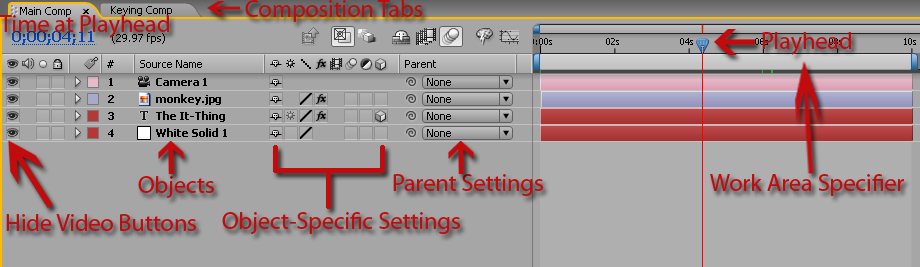 Main Comp × Keying Comp Composition Tabs
Time at Playhead
0;00;04;11 (29.97 fps)
Playhead
:00s 02s 04s 06s 08s 10s
# Source Name Parent
1 Camera 1 None
2 monkey.jpg None
3 T The It-Thing None
4 White Solid 1 None
Objects Parent Settings Work Area Specifier
Hide Video Buttons Object-Specific Settings